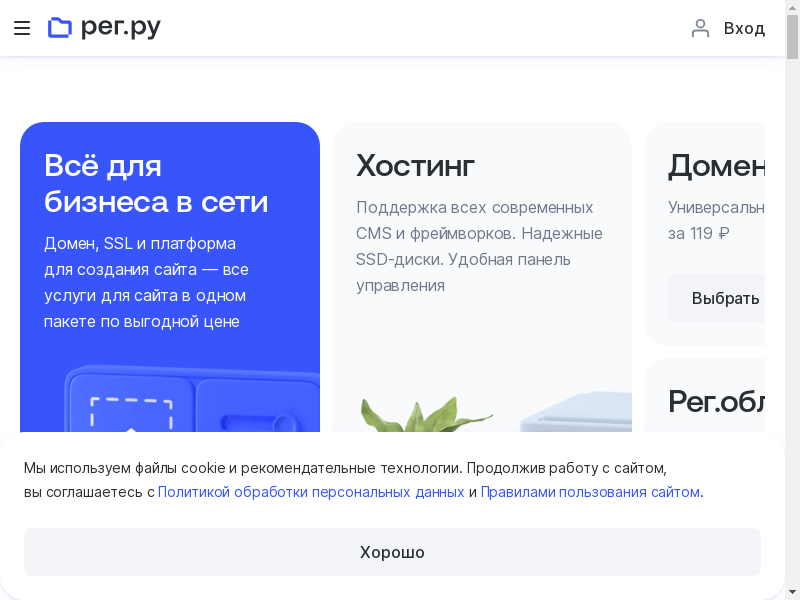 рег.ру
Вход
Всё для
бизнеса в сети
Домен, SSL и платформа
для создания сайта — все
услуги для сайта в одном
пакете по выгодной цене
Хостинг
Поддержка всех современных
CMS и фреймворков. Надежные
SSD-диски. Удобная панель
управления
Домен
Универсальн
за 119 ₽
Выбрать
Рег.обл
Мы используем файлы cookie и рекомендательные технологии. Продолжив работу с сайтом,
вы соглашаетесь с Политикой обработки персональных данных и Правилами пользования сайтом.
Хорошо